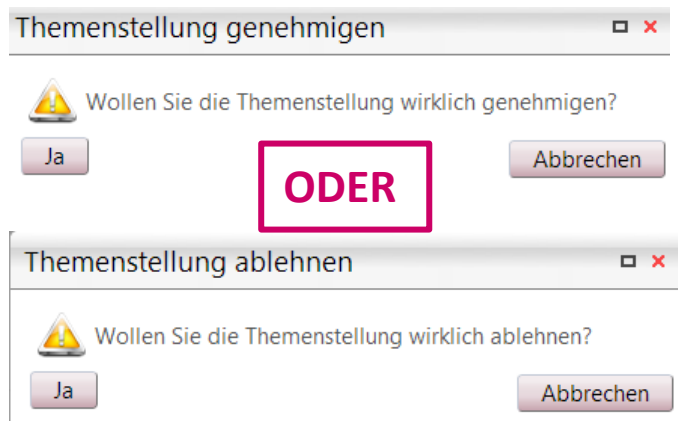 Themenstellung genehmigen
Wollen Sie die Themenstellung wirklich genehmigen?
Ja Abbrechen
ODER
Themenstellung ablehnen
Wollen Sie die Themenstellung wirklich ablehnen?
Ja Abbrechen